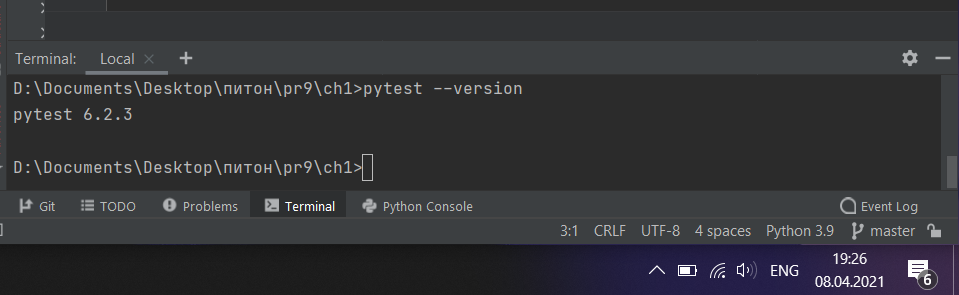 Terminal: Local × +
D:\Documents\Desktop\питон\pr9\ch1>pytest --version
pytest 6.2.3
D:\Documents\Desktop\питон\pr9\ch1>
Git TODO Problems Terminal Python Console Event Log
3:1 CRLF UTF-8 4 spaces Python 3.9 master
ENG 19:26
08.04.2021 6